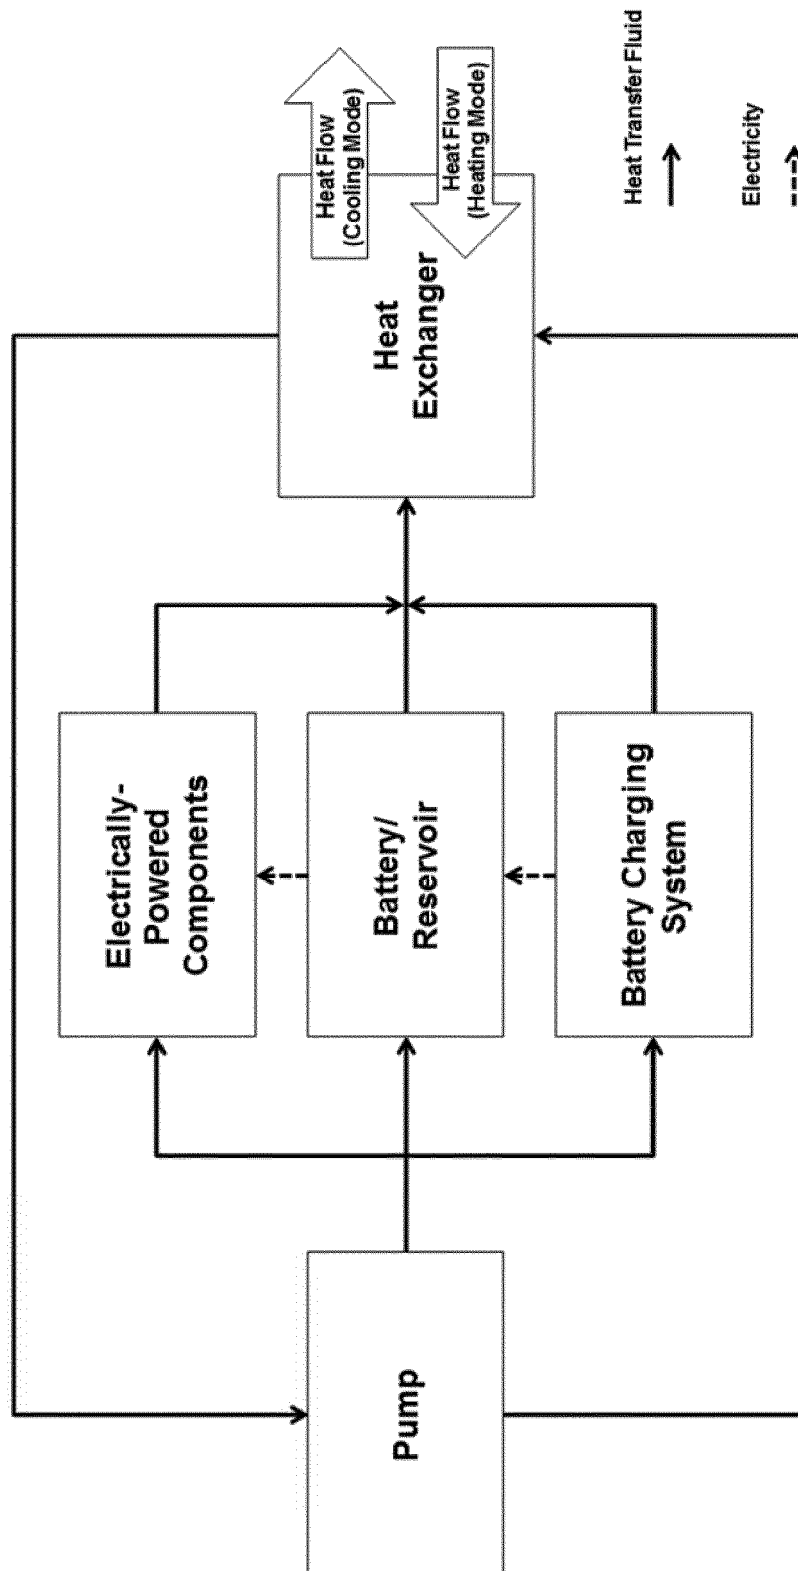 Pump
Electrically-
Powered
Components
Battery/
Reservoir
Battery Charging
System
Heat
Exchanger
Heat Flow
(Cooling Mode)
Heat Flow
(Heating Mode)
Heat Transfer Fluid
Electricity